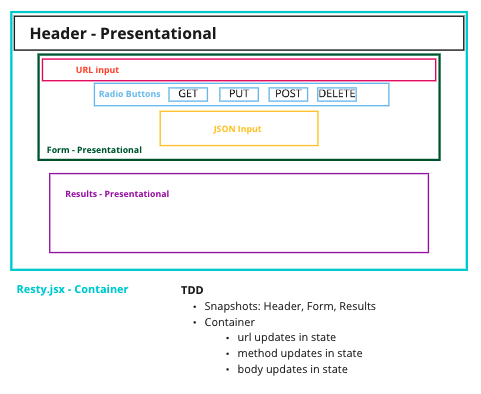 Header - Presentational
URL input
Radio Buttons GET PUT POST DELETE
JSON Input
Form - Presentational
Results - Presentational
Resty.jsx - Container
TDD
• Snapshots: Header, Form, Results
• Container
• url updates in state
• method updates in state
• body updates in state